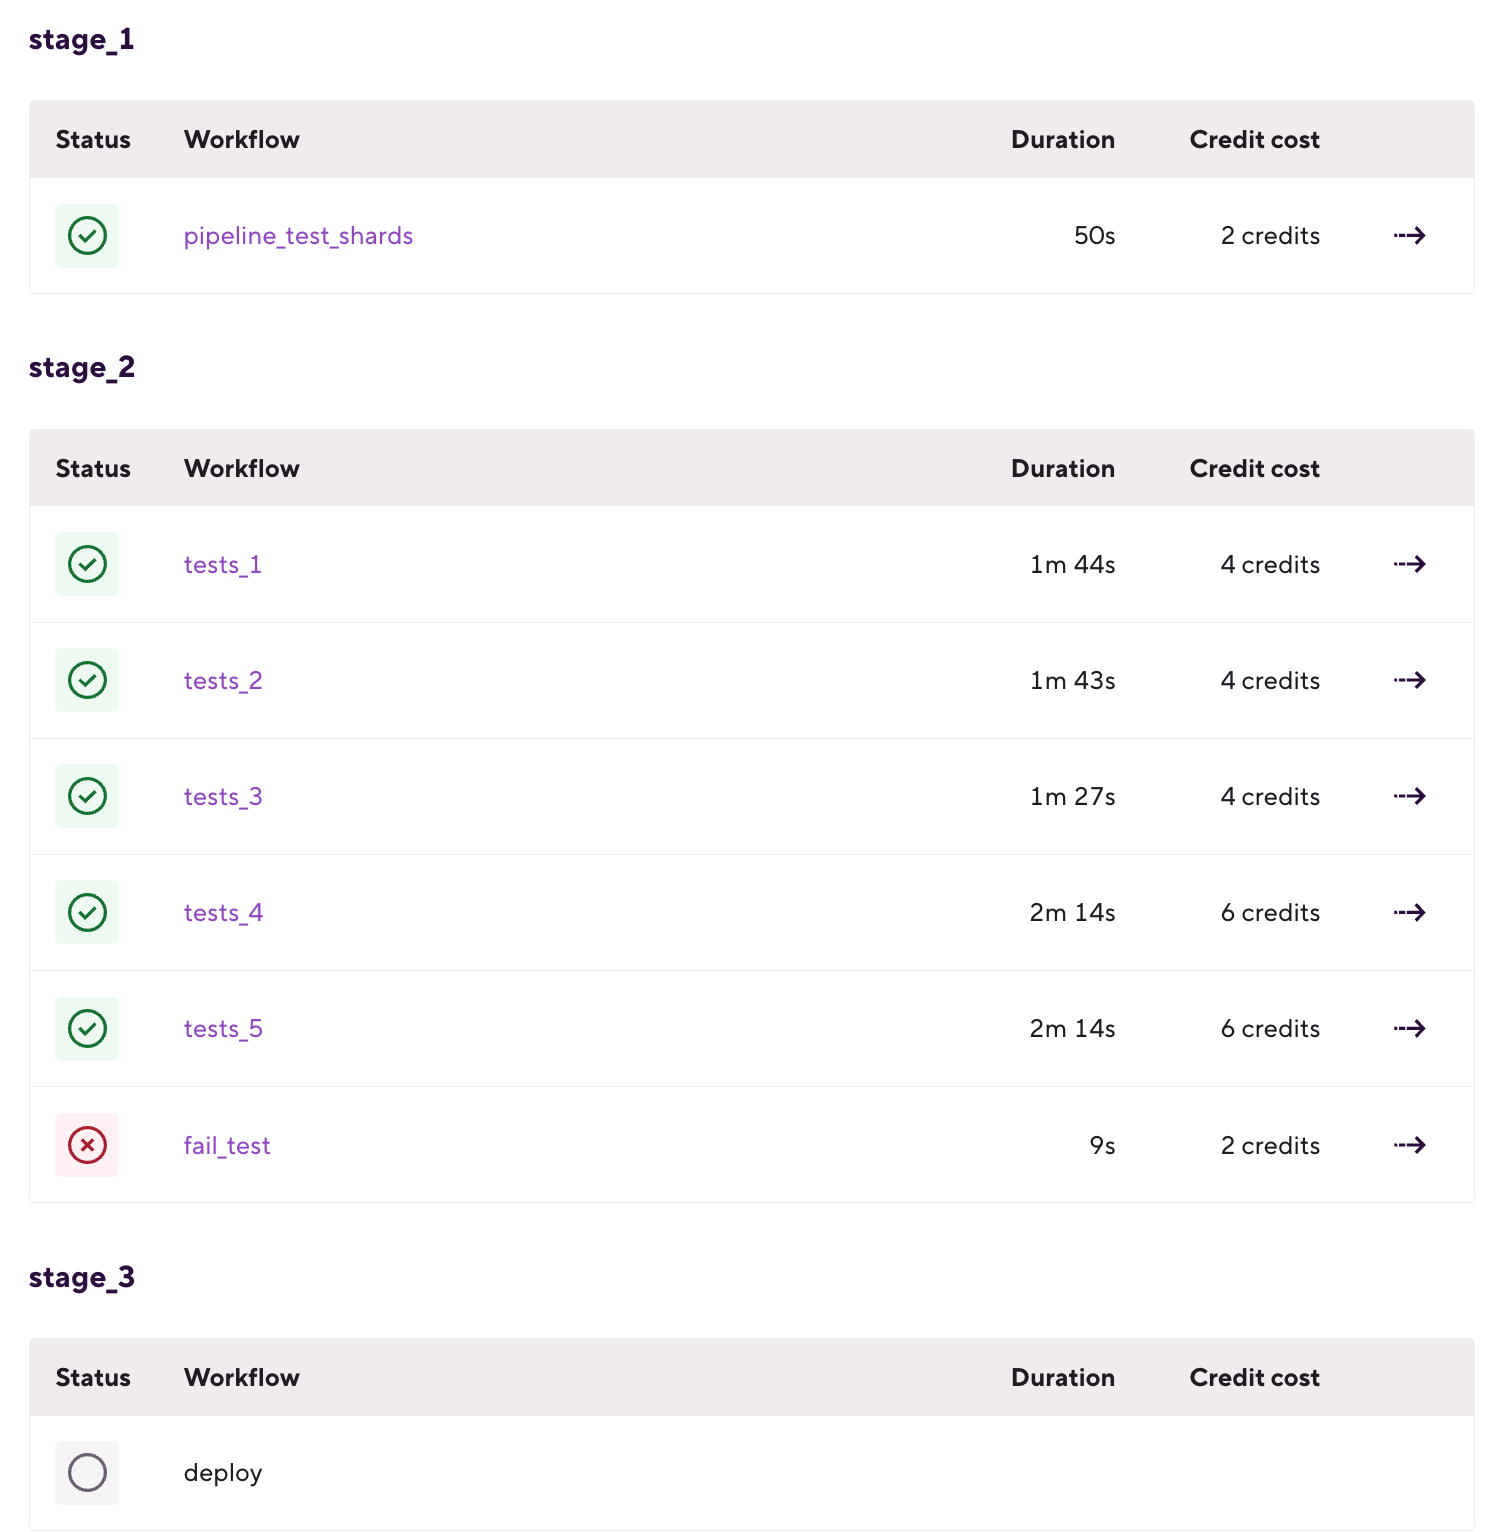 stage_1
Status Workflow Duration Credit cost
pipeline_test_shards 50s 2 credits
stage_2
Status Workflow Duration Credit cost
tests_1 1m 44s 4 credits
tests_2 1m 43s 4 credits
tests_3 1m 27s 4 credits
tests_4 2m 14s 6 credits
tests_5 2m 14s 6 credits
fail_test 9s 2 credits
stage_3
Status Workflow Duration Credit cost
deploy